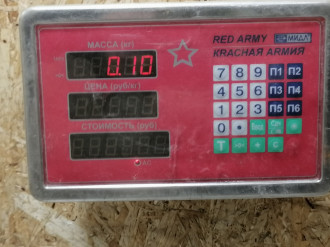 МАССА (кг)
0.10
ЦЕНА (руб/кг)
СТОИМОСТЬ (руб)
RED ARMY МИДЛ
КРАСНАЯ АРМИЯ
7 8 9 П1 П2
4 5 6 П3 П4
1 2 3 П5 П6
0
T С